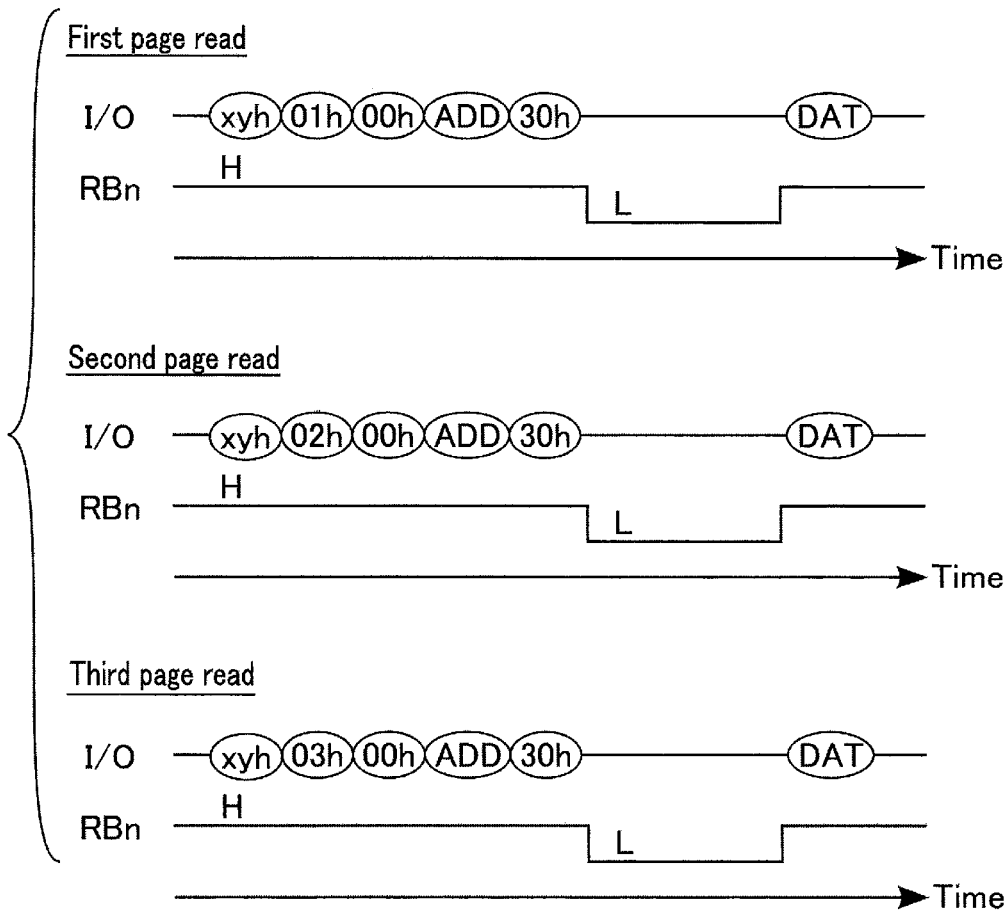 First page read
I/O xyh 01h 00h ADD 30h DAT
RBn H L
Time
Second page read
I/O xyh 02h 00h ADD 30h DAT
RBn H L
Time
Third page read
I/O xyh 03h 00h ADD 30h DAT
RBn H L
Time